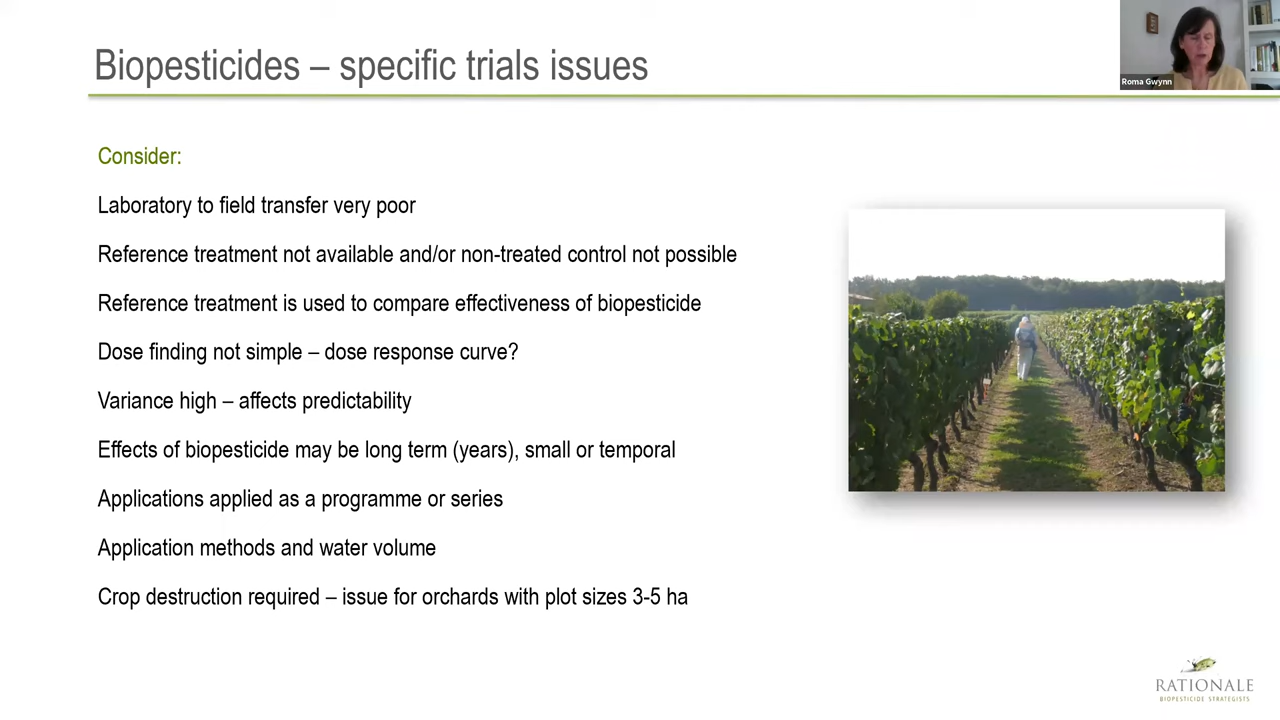 Biopesticides – specific trials issues
Roma Gwynn
Consider:
Laboratory to field transfer very poor
Reference treatment not available and/or non-treated control not possible
Reference treatment is used to compare effectiveness of biopesticide
Dose finding not simple – dose response curve?
Variance high – affects predictability
Effects of biopesticide may be long term (years), small or temporal
Applications applied as a programme or series
Application methods and water volume
Crop destruction required – issue for orchards with plot sizes 3-5 ha
RATIONALE
BIOPESTICIDE STRATEGISTS